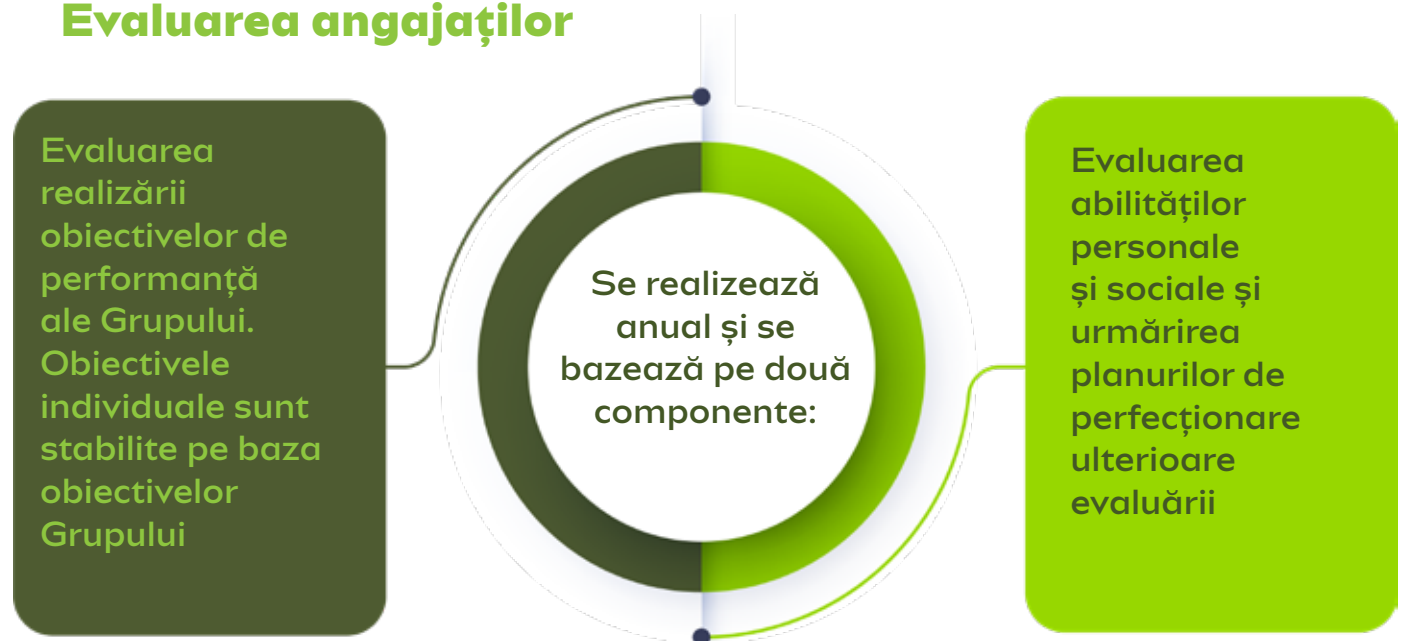 Evaluarea angajaților
Evaluarea
realizării
obiectivelor de
performanță
ale Grupului.
Obiectivele
individuale sunt
stabilite pe baza
obiectivelor
Grupului
Se realizează
anual și se
bazează pe două
componente:
Evaluarea
abilităților
personale
și sociale și
urmărirea
planurilor de
perfecționare
ulterioare
evaluării